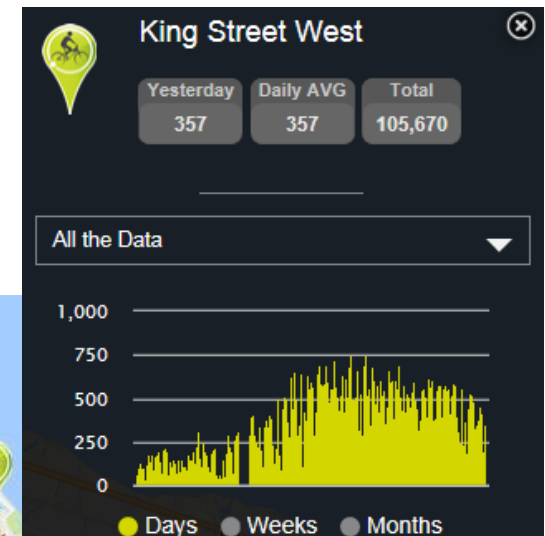 King Street West
Yesterday Daily AVG Total
357 357 105,670
All the Data
1,000
750
500
250
0
Days Weeks Months